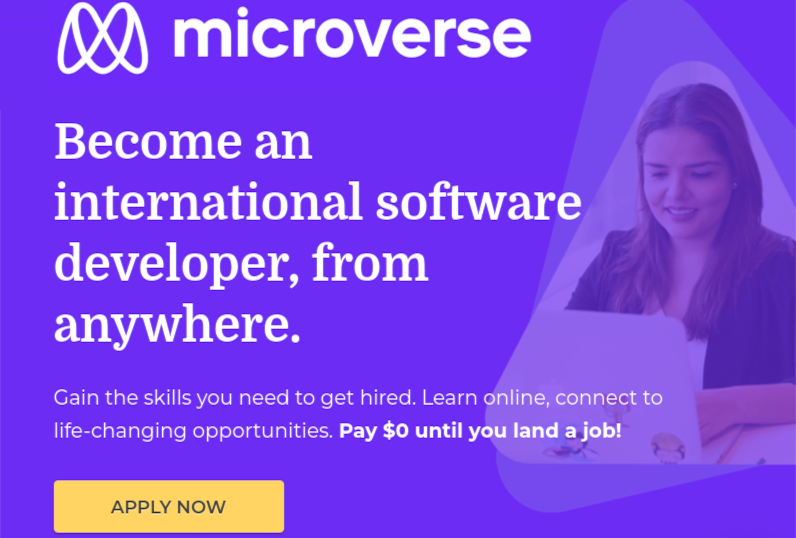 microverse
Become an
international software
developer, from
anywhere.
Gain the skills you need to get hired. Learn online, connect to
life-changing opportunities. Pay $0 until you land a job!
APPLY NOW